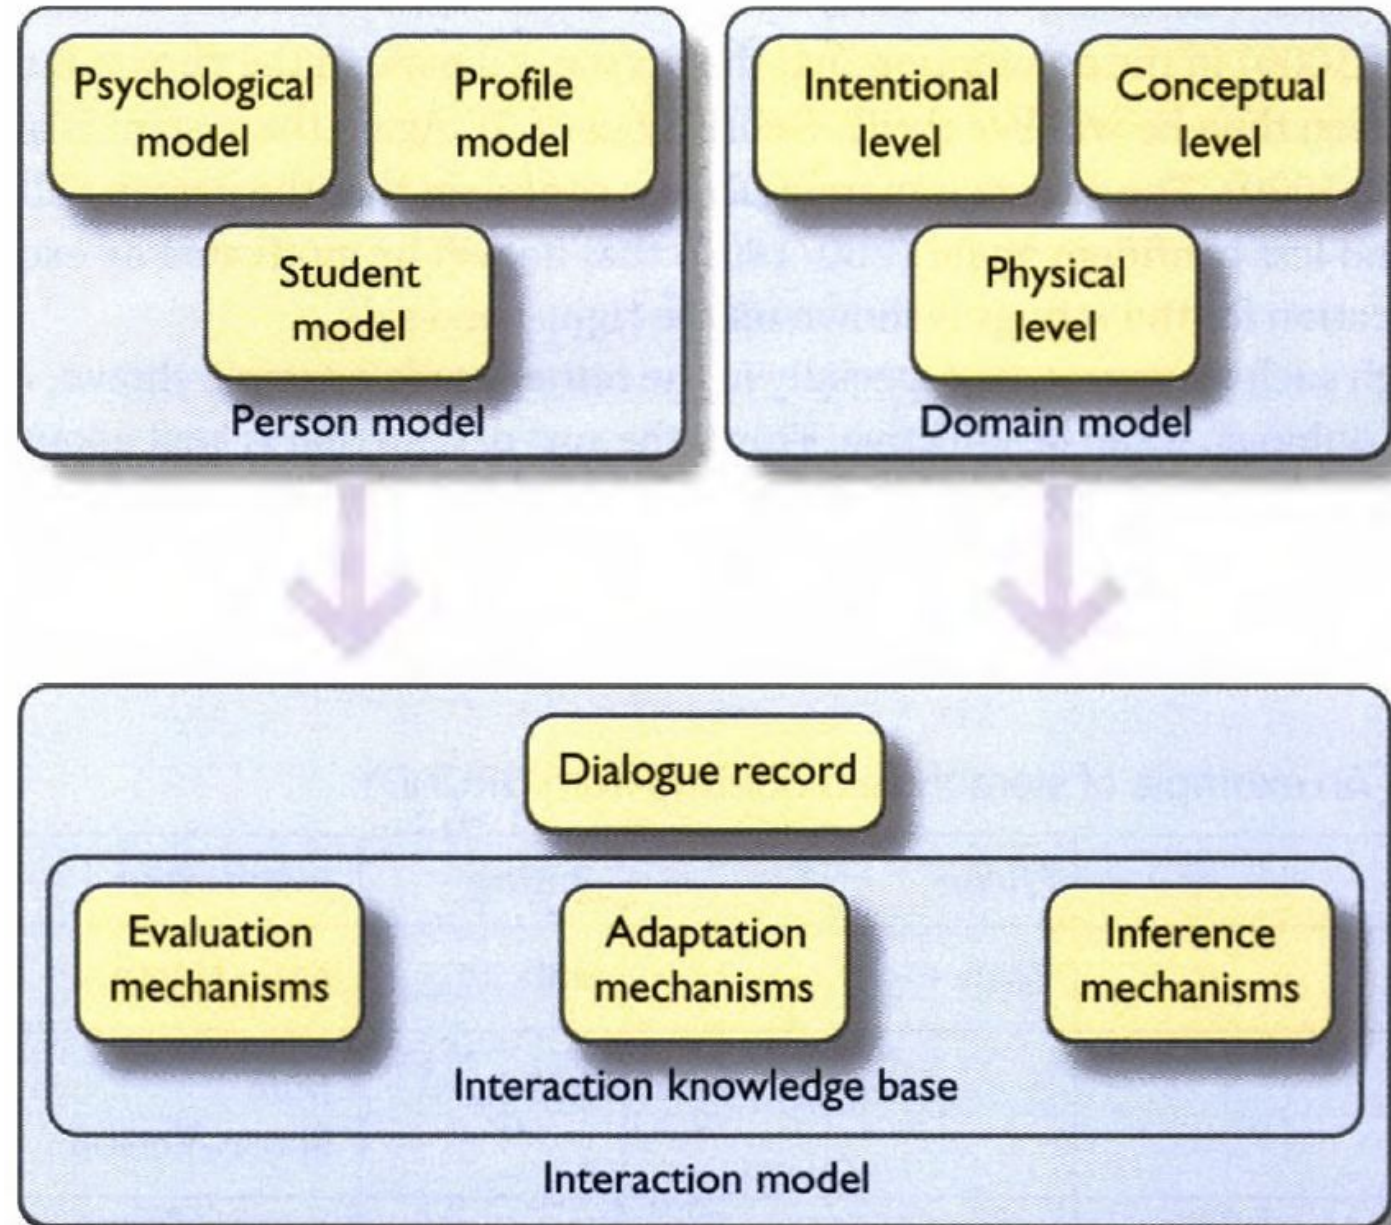 Psychological
model
Profile
model
Student
model
Person model
Intentional
level
Conceptual
level
Physical
level
Domain model
Dialogue record
Evaluation
mechanisms
Adaptation
mechanisms
Inference
mechanisms
Interaction knowledge base
Interaction model